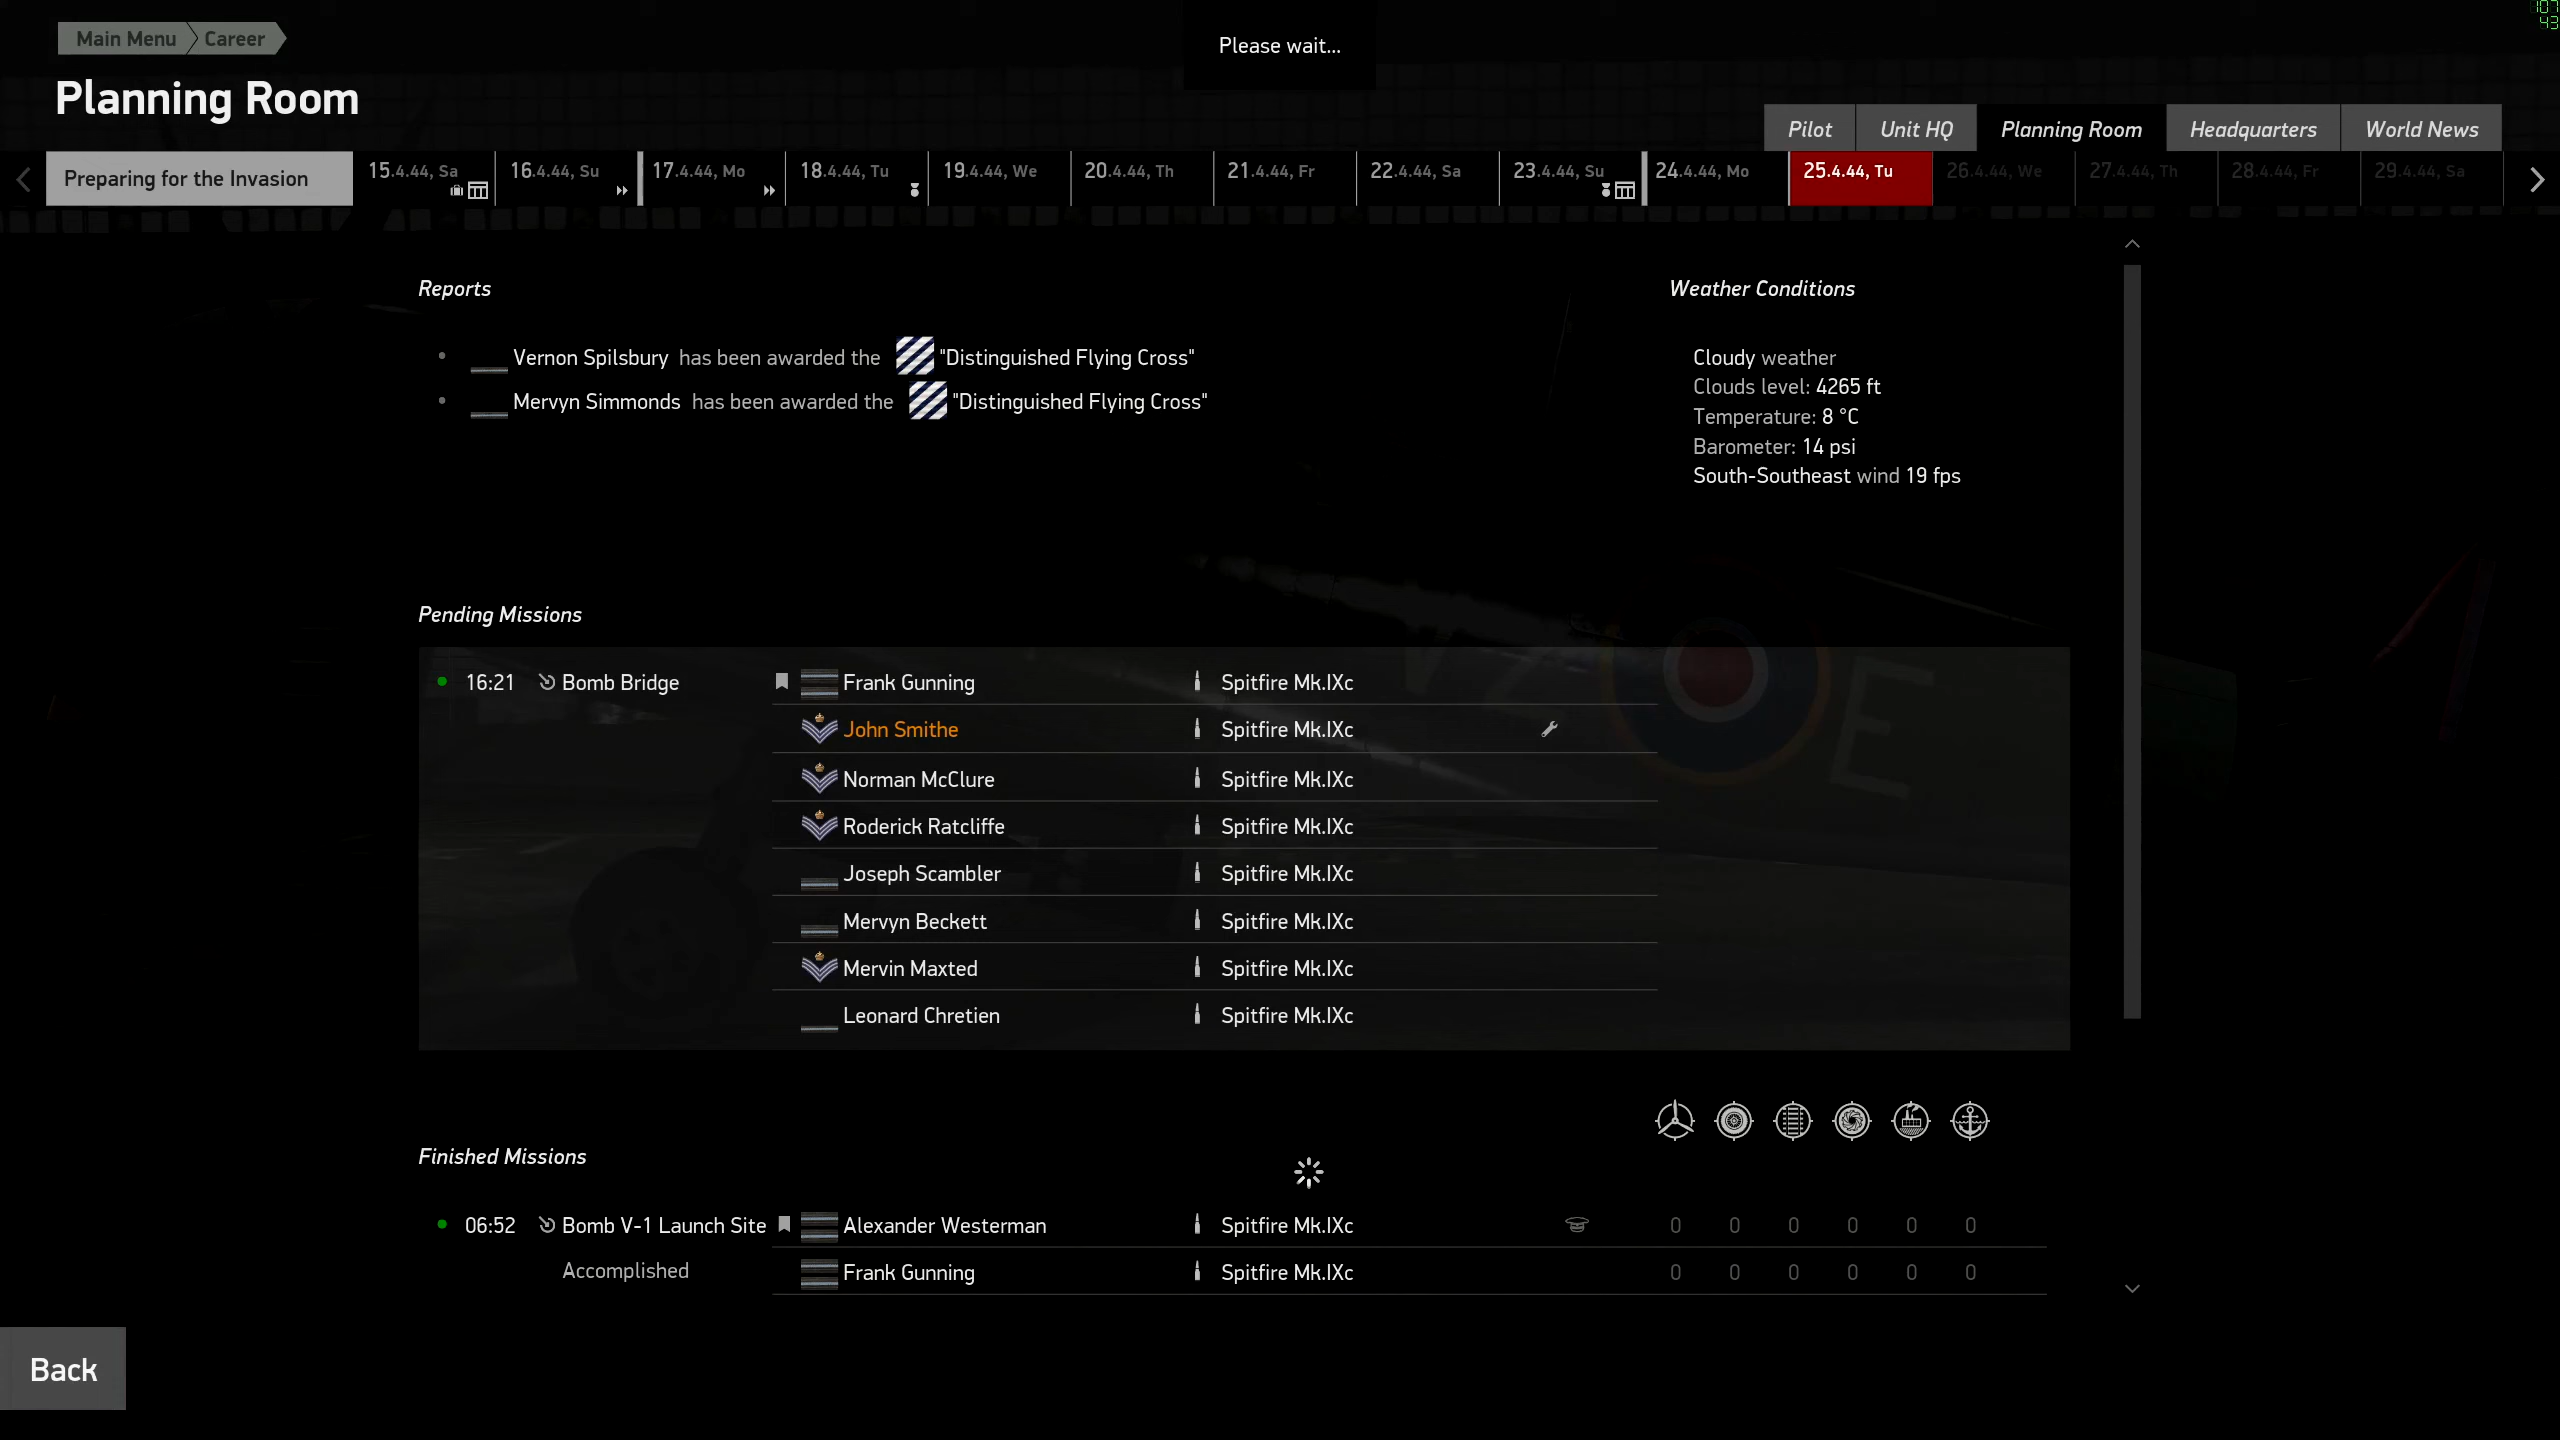 107
43
Main Menu Career
Please wait...
Planning Room
Pilot Unit HQ Planning Room Headquarters World News
Preparing for the Invasion 15.4.44, Sa 16.4.44, Su 17.4.44, Mo 18.4.44, Tu 19.4.44, We 20.4.44, Th 21.4.44, Fr 22.4.44, Sa 23.4.44, Su 24.4.44, Mo 25.4.44, Tu 26.4.44, We 27.4.44, Th 28.4.44, Fr 29.4.44, Sa
Reports
Vernon Spilsbury has been awarded the "Distinguished Flying Cross"
Mervyn Simmonds has been awarded the "Distinguished Flying Cross"
Weather Conditions
Cloudy weather
Clouds level: 4265 ft
Temperature: 8 °C
Barometer: 14 psi
South-Southeast wind 19 fps
Pending Missions
16:21 Bomb Bridge Frank Gunning Spitfire Mk.IXc
John Smithe Spitfire Mk.IXc
Norman McClure Spitfire Mk.IXc
Roderick Ratcliffe Spitfire Mk.IXc
Joseph Scambler Spitfire Mk.IXc
Mervyn Beckett Spitfire Mk.IXc
Mervin Maxted Spitfire Mk.IXc
Leonard Chretien Spitfire Mk.IXc
E
Finished Missions
06:52 Bomb V-1 Launch Site Alexander Westerman Spitfire Mk.IXc 0 0 0 0 0 0
Accomplished Frank Gunning Spitfire Mk.IXc 0 0 0 0 0 0
Back